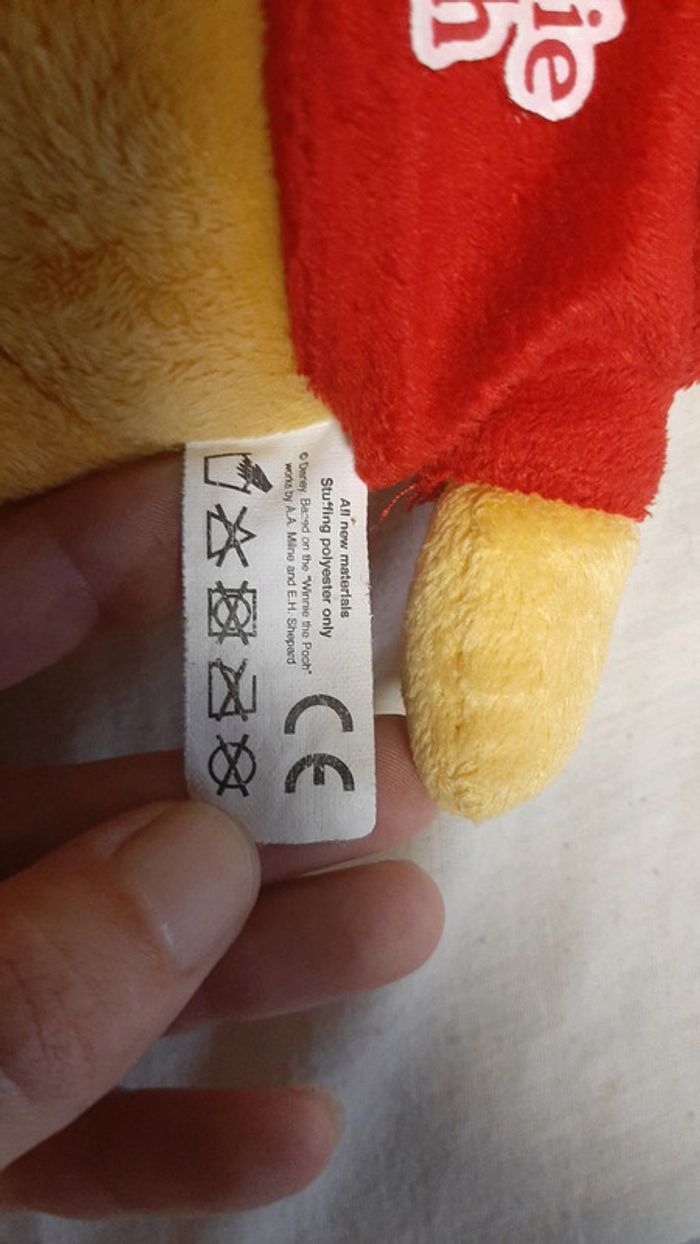 ie
h
All new materials
Stuffing polyester only
© Disney. Based on the "Winnie the Pooh"
works by A.A. Milne and E.H. Shepard
CE